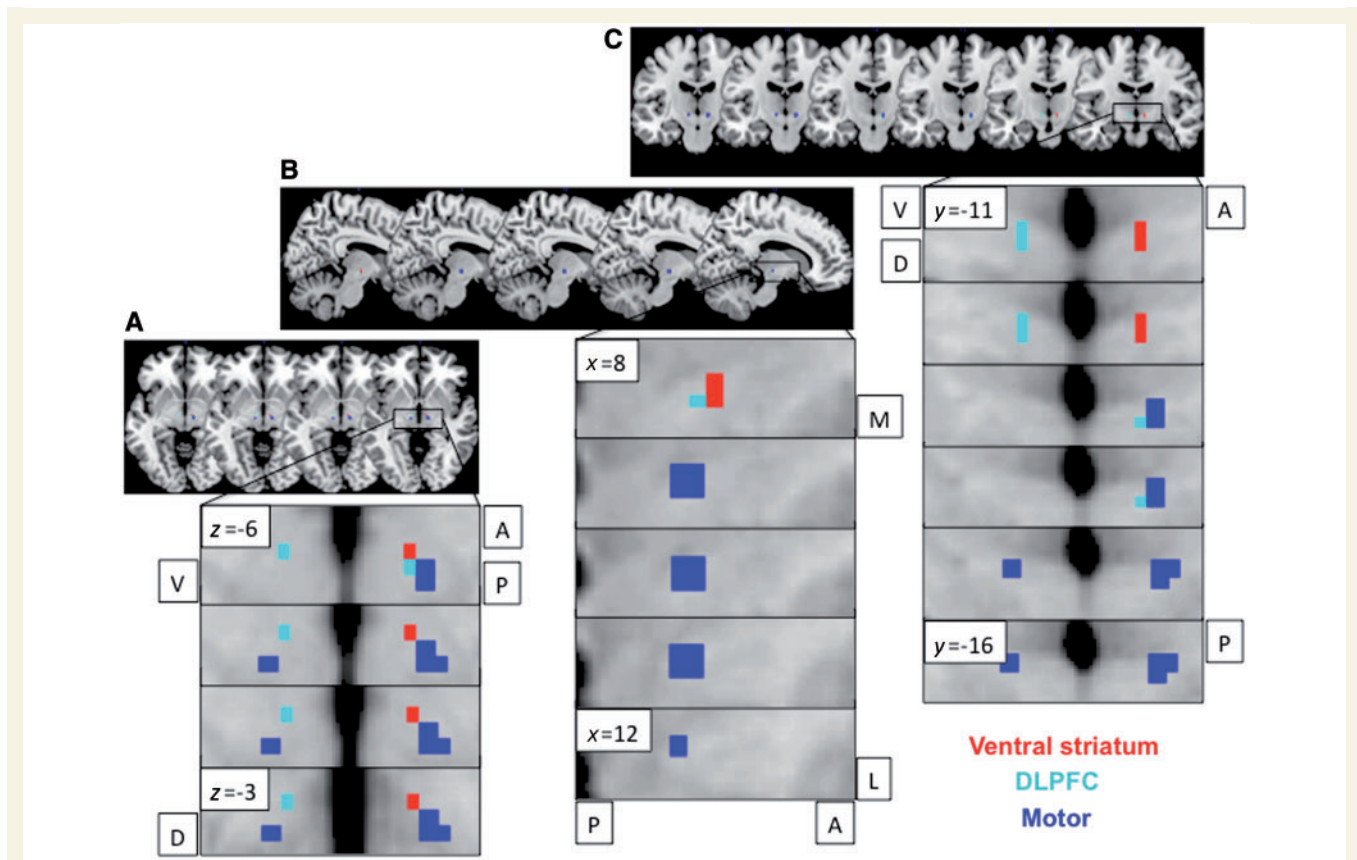 C
B
A
V
y=-11
A
D
x=8
M
z=-6
A
V
P
y=-16
P
x=12
z=-3
L
D
P
A
Ventral striatum
DLPFC
Motor